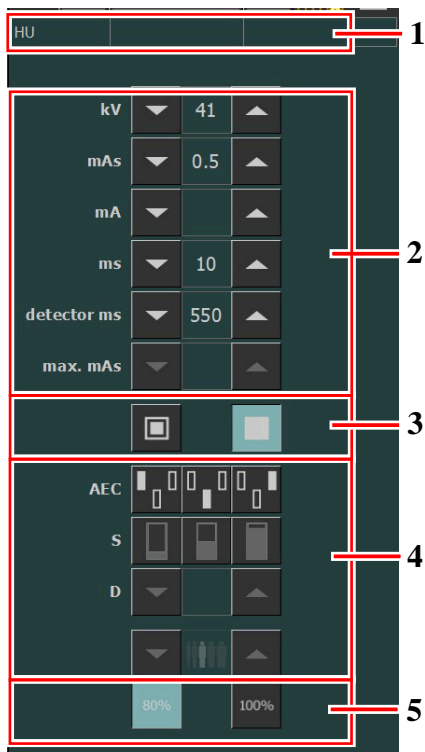 HU
1
kV 41
mAs 0.5
mA
2
ms 10
detector ms 550
max. mAs
3
AEC
S
4
D
80% 100%
5